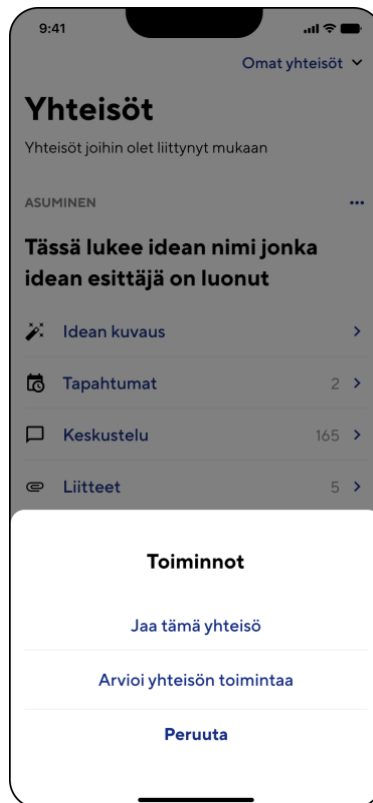 9:41
Omat yhteisöt
Yhteisöt
Yhteisöt joihin olet liittynyt mukaan
ASUMINEN
Tässä lukee idean nimi jonka
idean esittäjä on luonut
Idean kuvaus
Tapahtumat 2
Keskustelu 165
Liitteet 5
Toiminnot
Jaa tämä yhteisö
Arvioi yhteisön toimintaa
Peruuta